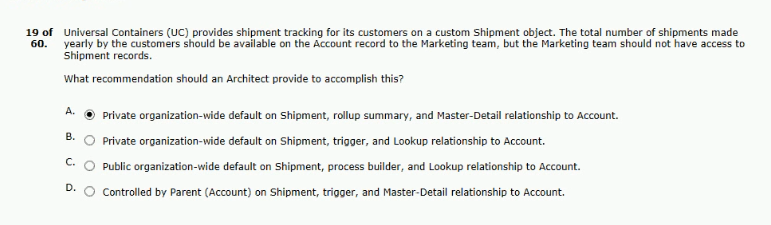 19 of Universal Containers (UC) provides shipment tracking for its customers on a custom Shipment object. The total number of shipments made
60. yearly by the customers should be available on the Account record to the Marketing team, but the Marketing team should not have access to
Shipment records.
What recommendation should an Architect provide to accomplish this?
A. Private organization-wide default on Shipment, rollup summary, and Master-Detail relationship to Account.
B. Private organization-wide default on Shipment, trigger, and Lookup relationship to Account.
C. Public organization-wide default on Shipment, process builder, and Lookup relationship to Account.
D. Controlled by Parent (Account) on Shipment, trigger, and Master-Detail relationship to Account.